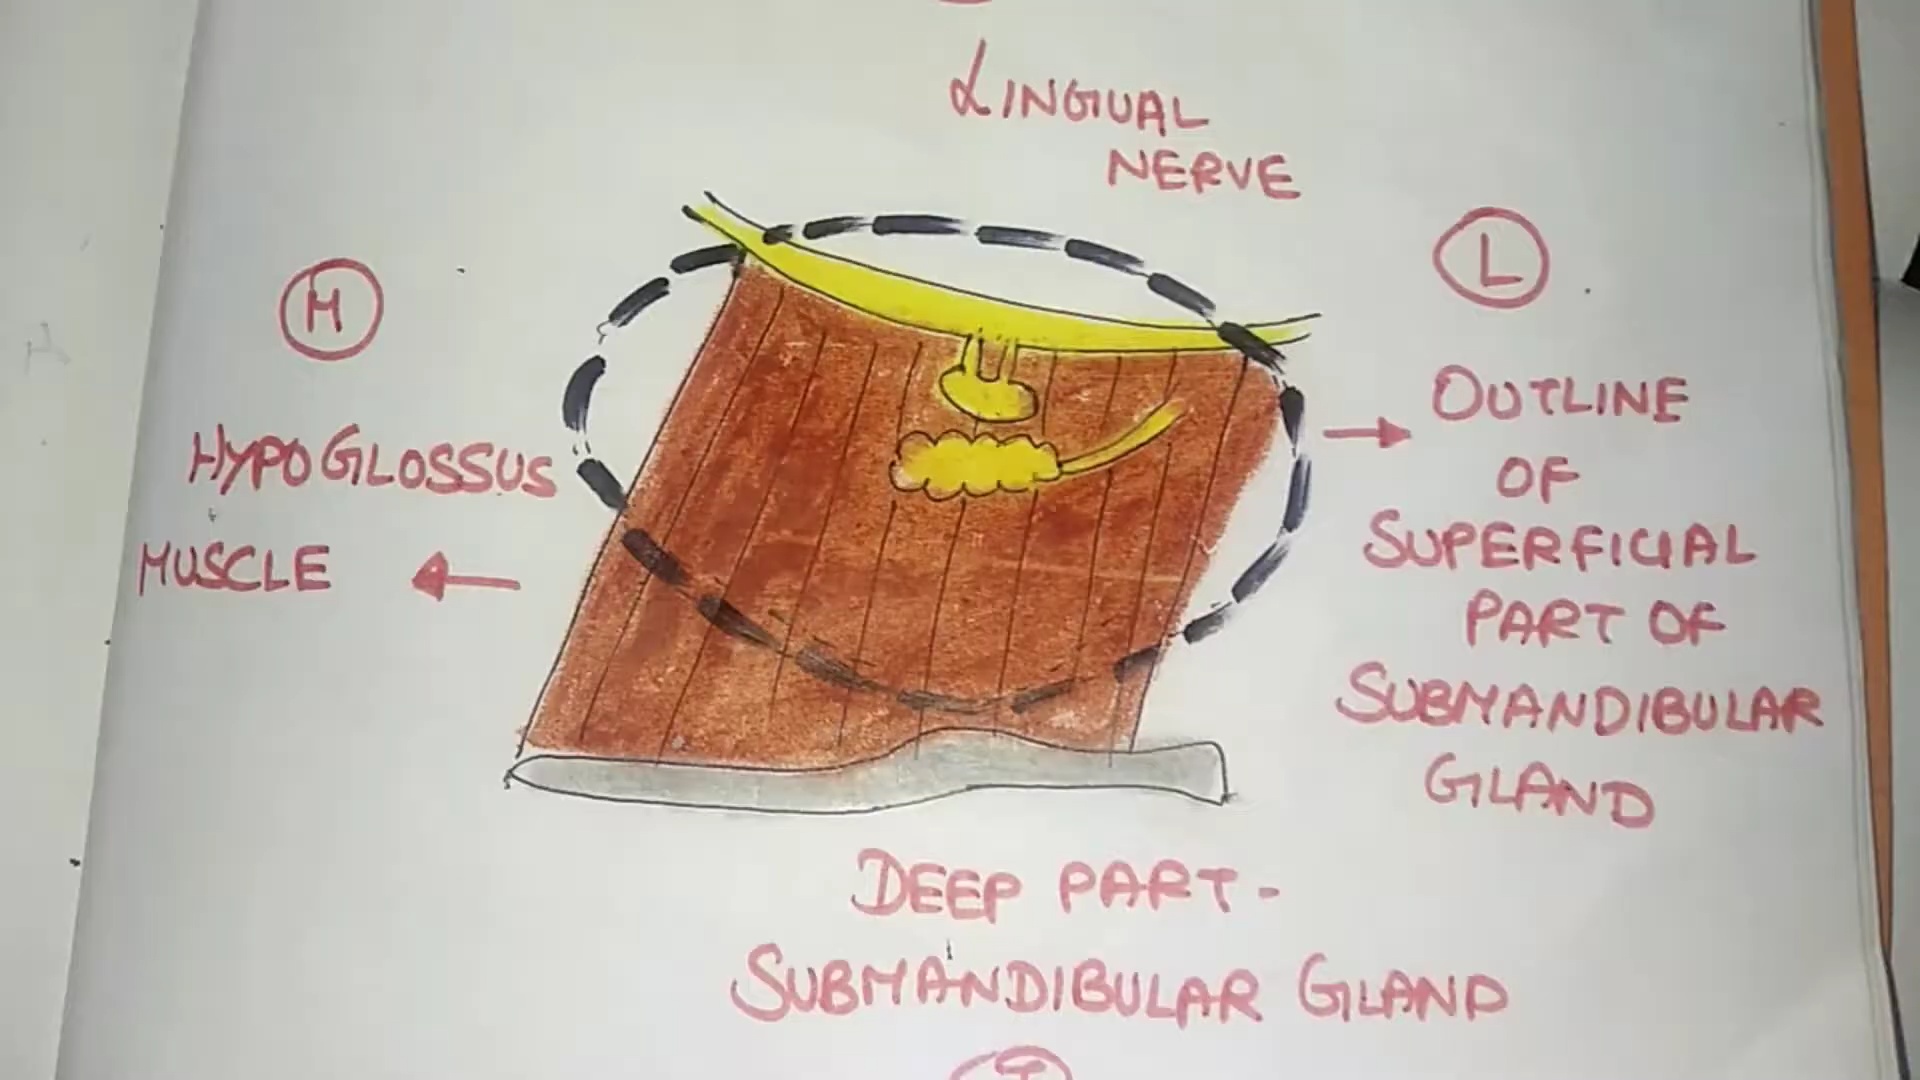 LINGUAL
NERVE
M
L
HYPOGLOSSUS
MUSCLE
OUTLINE
OF
SUPERFICIAL
PART OF
SUBMANDIBULAR
GLAND
DEEP PART-
SUBMANDIBULAR GLAND
I